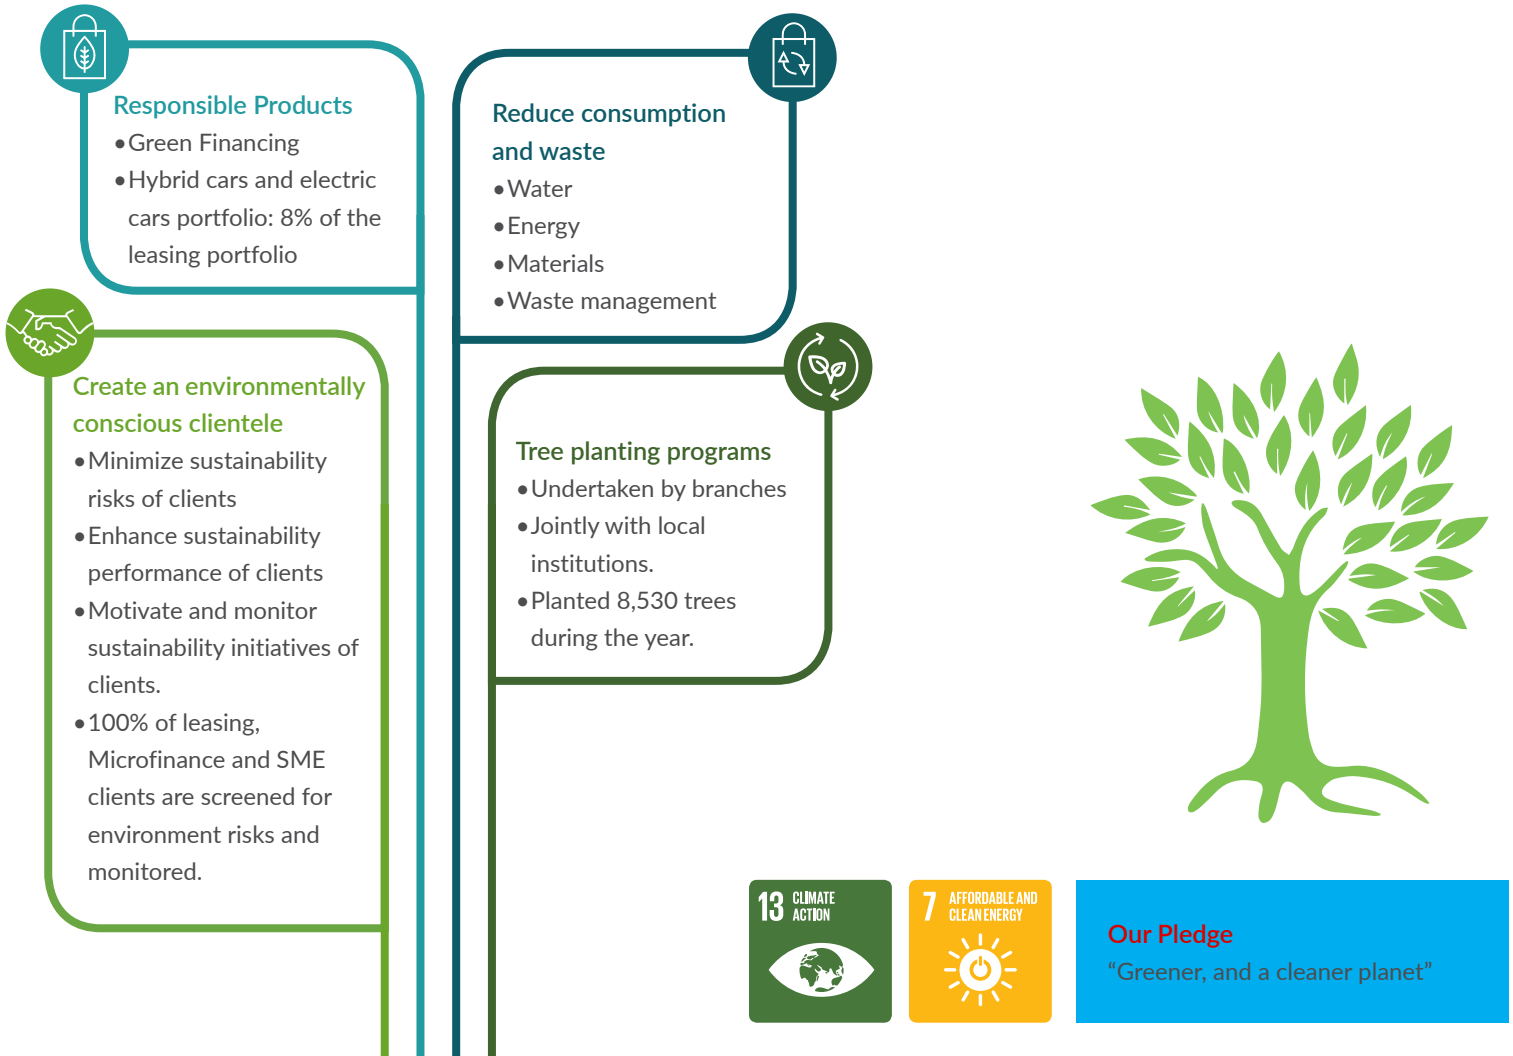 Responsible Products
•Green Financing
•Hybrid cars and electric
cars portfolio: 8% of the
leasing portfolio
Reduce consumption
and waste
•Water
•Energy
•Materials
•Waste management
Create an environmentally
conscious clientele
•Minimize sustainability
risks of clients
•Enhance sustainability
performance of clients
•Motivate and monitor
sustainability initiatives of
clients.
•100% of leasing,
Microfinance and SME
clients are screened for
environment risks and
monitored.
Tree planting programs
•Undertaken by branches
•Jointly with local
institutions.
•Planted 8,530 trees
during the year.
13 CLIMATE
ACTION
7 AFFORDABLE AND
CLEAN ENERGY
Our Pledge
“Greener, and a cleaner planet”